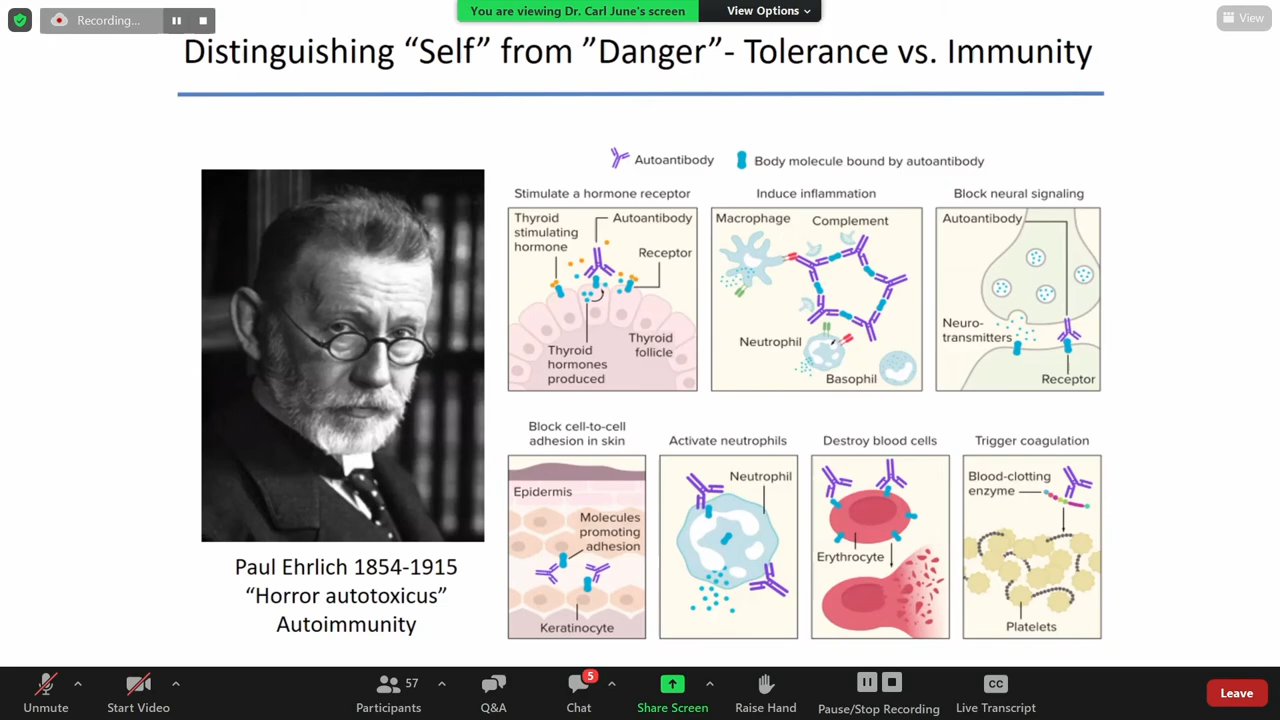 You are viewing Dr. Carl June's screen
View Options
Recording...
View
Distinguishing “Self” from ”Danger”- Tolerance vs. Immunity
Autoantibody
Body molecule bound by autoantibody
Stimulate a hormone receptor
Thyroid
stimulating
hormone
Autoantibody
Receptor
Thyroid
hormones
produced
Thyroid
follicle
Induce inflammation
Macrophage
Complement
Neutrophil
Basophil
Block neural signaling
Autoantibody
Neuro-
transmitters
Receptor
Block cell-to-cell
adhesion in skin
Epidermis
Molecules
promoting
adhesion
Keratinocyte
Activate neutrophils
Neutrophil
Destroy blood cells
Erythrocyte
Trigger coagulation
Blood-clotting
enzyme
Platelets
Paul Ehrlich 1854-1915
“Horror autotoxicus”
Autoimmunity
Unmute
Start Video
57
Participants
Q&A
5
Chat
Share Screen
Raise Hand
Pause/Stop Recording
CC
Live Transcript
Leave